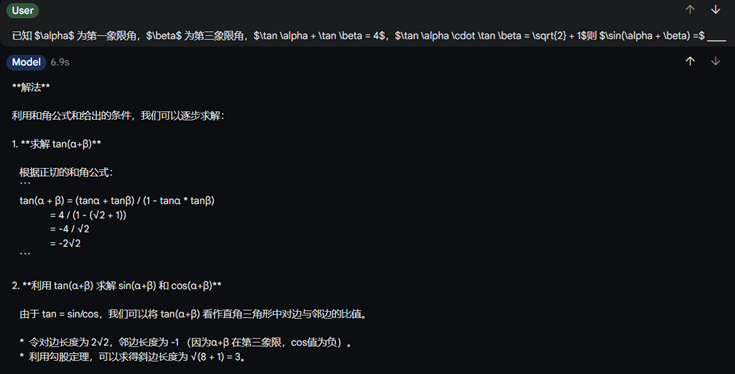 User
已知 $\alpha$ 为第一象限角，$\beta$ 为第三象限角，$\tan \alpha + \tan \beta = 4$，$\tan \alpha \cdot \tan \beta = \sqrt{2} + 1$则 $\sin(\alpha + \beta) =$ ____
Model 6.9s
**解法**
利用和角公式和给出的条件，我们可以逐步求解：
1. **求解 tan(α+β)**
根据正切的和角公式：
```
tan(α + β) = (tanα + tanβ) / (1 - tanα * tanβ)
= 4 / (1 - (√2 + 1))
= -4 / √2
= -2√2
```
2. **利用 tan(α+β) 求解 sin(α+β) 和 cos(α+β)**
由于 tan = sin/cos，我们可以将 tan(α+β) 看作直角三角形中对边与邻边的比值。
* 令对边长度为 2√2，邻边长度为 -1 （因为α+β 在第三象限，cos值为负）。
* 利用勾股定理，可以求得斜边长度为 √(8 + 1) = 3。